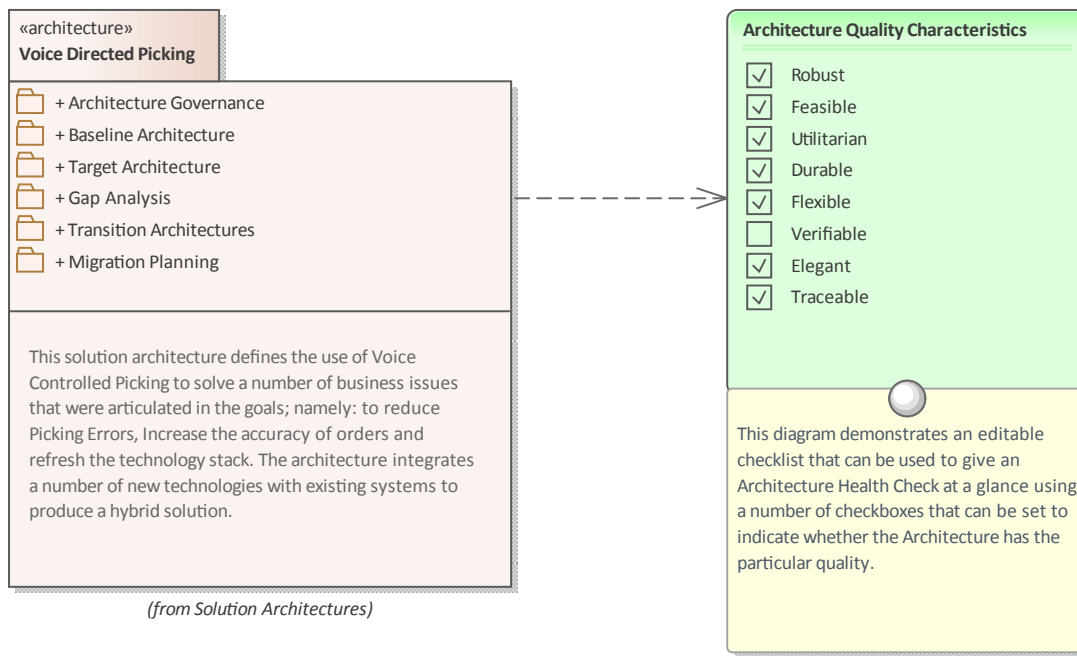 «architecture»
Voice Directed Picking
+ Architecture Governance
+ Baseline Architecture
+ Target Architecture
+ Gap Analysis
+ Transition Architectures
+ Migration Planning
This solution architecture defines the use of Voice
Controlled Picking to solve a number of business issues
that were articulated in the goals; namely: to reduce
Picking Errors, Increase the accuracy of orders and
refresh the technology stack. The architecture integrates
a number of new technologies with existing systems to
produce a hybrid solution.
(from Solution Architectures)
Architecture Quality Characteristics
Robust
Feasible
Utilitarian
Durable
Flexible
Verifiable
Elegant
Traceable
This diagram demonstrates an editable
checklist that can be used to give an
Architecture Health Check at a glance using
a number of checkboxes that can be set to
indicate whether the Architecture has the
particular quality.